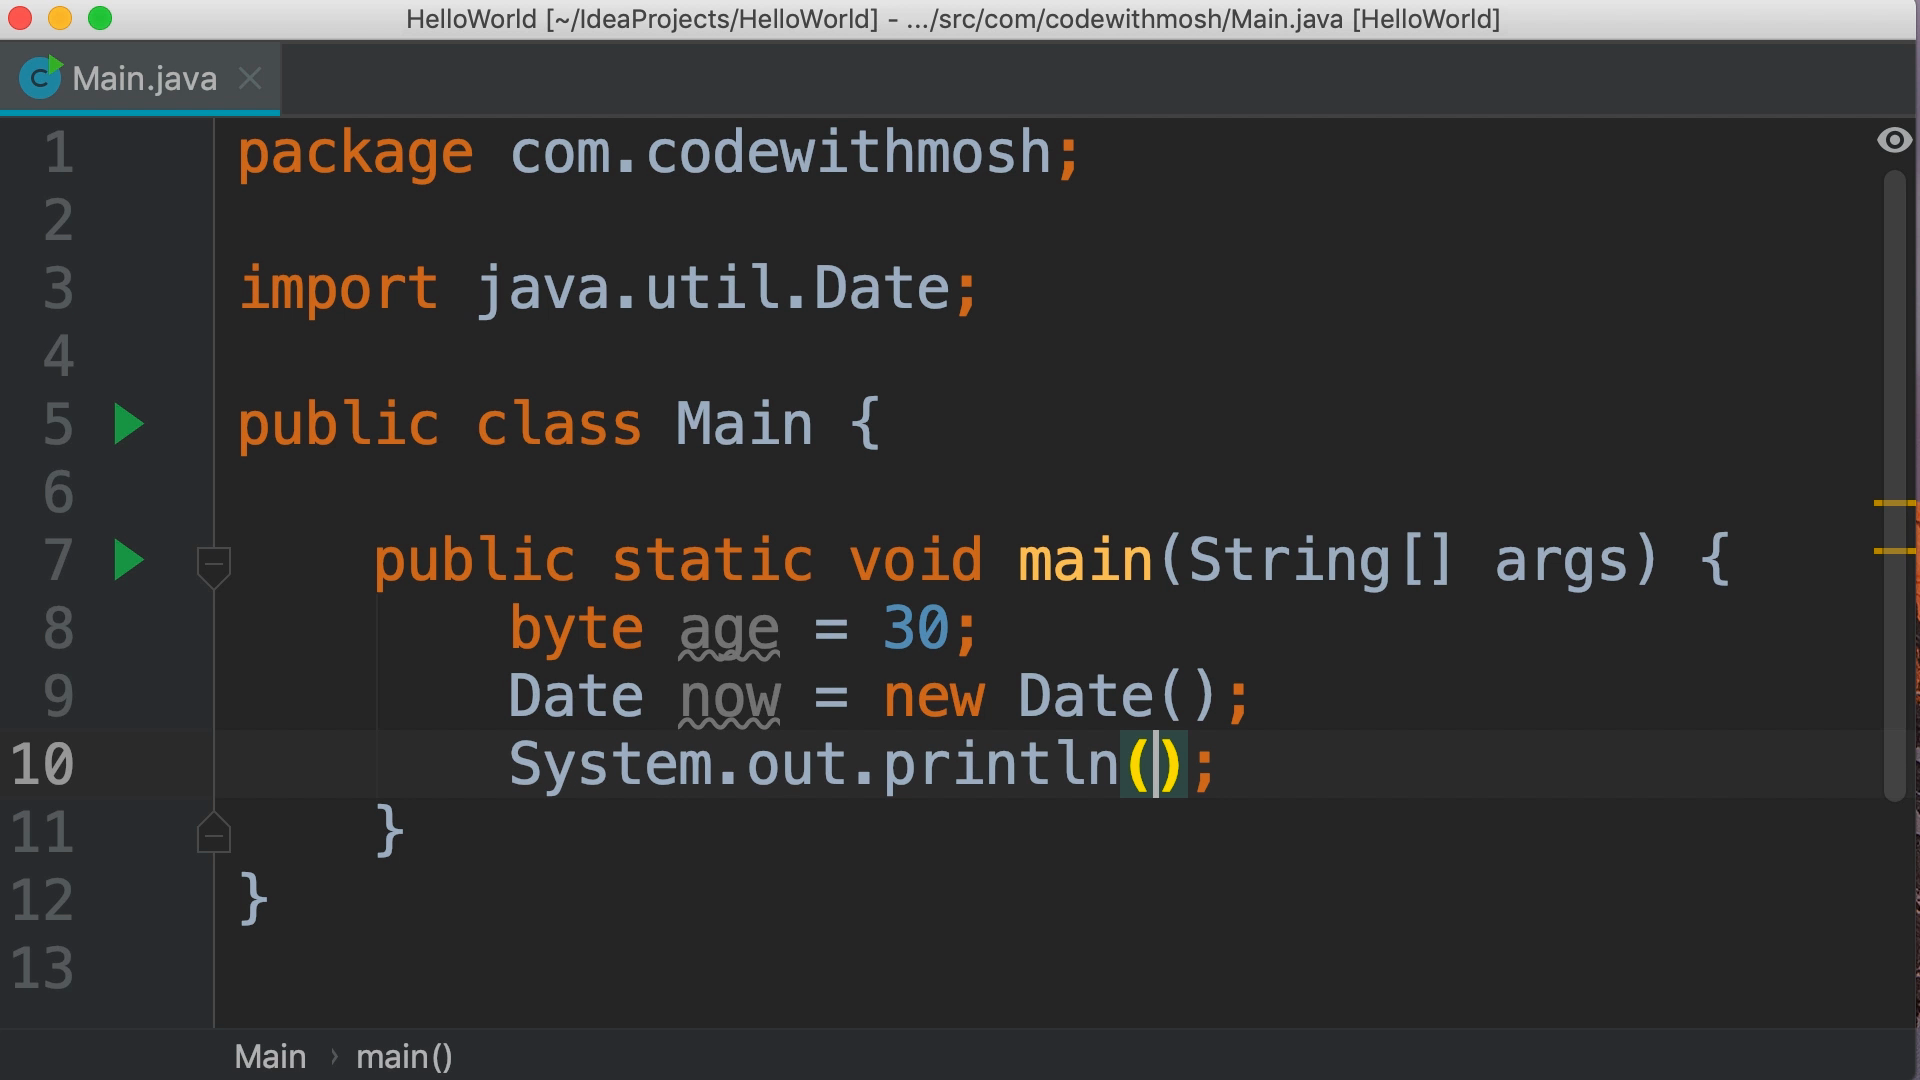 HelloWorld [~/IdeaProjects/HelloWorld] - .../src/com/codewithmosh/Main.java [HelloWorld]
C Main.java
1 package com.codewithmosh;
2
3 import java.util.Date;
4
5 public class Main {
6
7 public static void main(String[] args) {
8 byte age = 30;
9 Date now = new Date();
10 System.out.println();
11 }
12 }
13
Main › main()